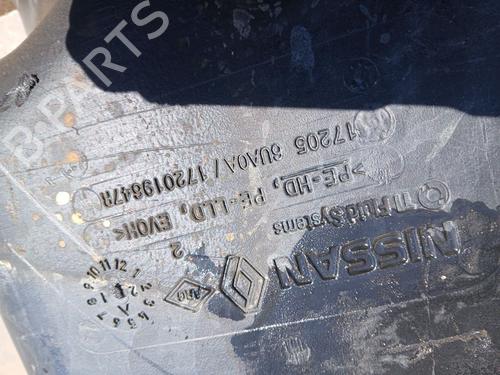 B-PARTS
17205 6UA0A / 172019647R
>PE-HD, PE-LLD, EVOH<
2
TI Fluid Systems
NISSAN